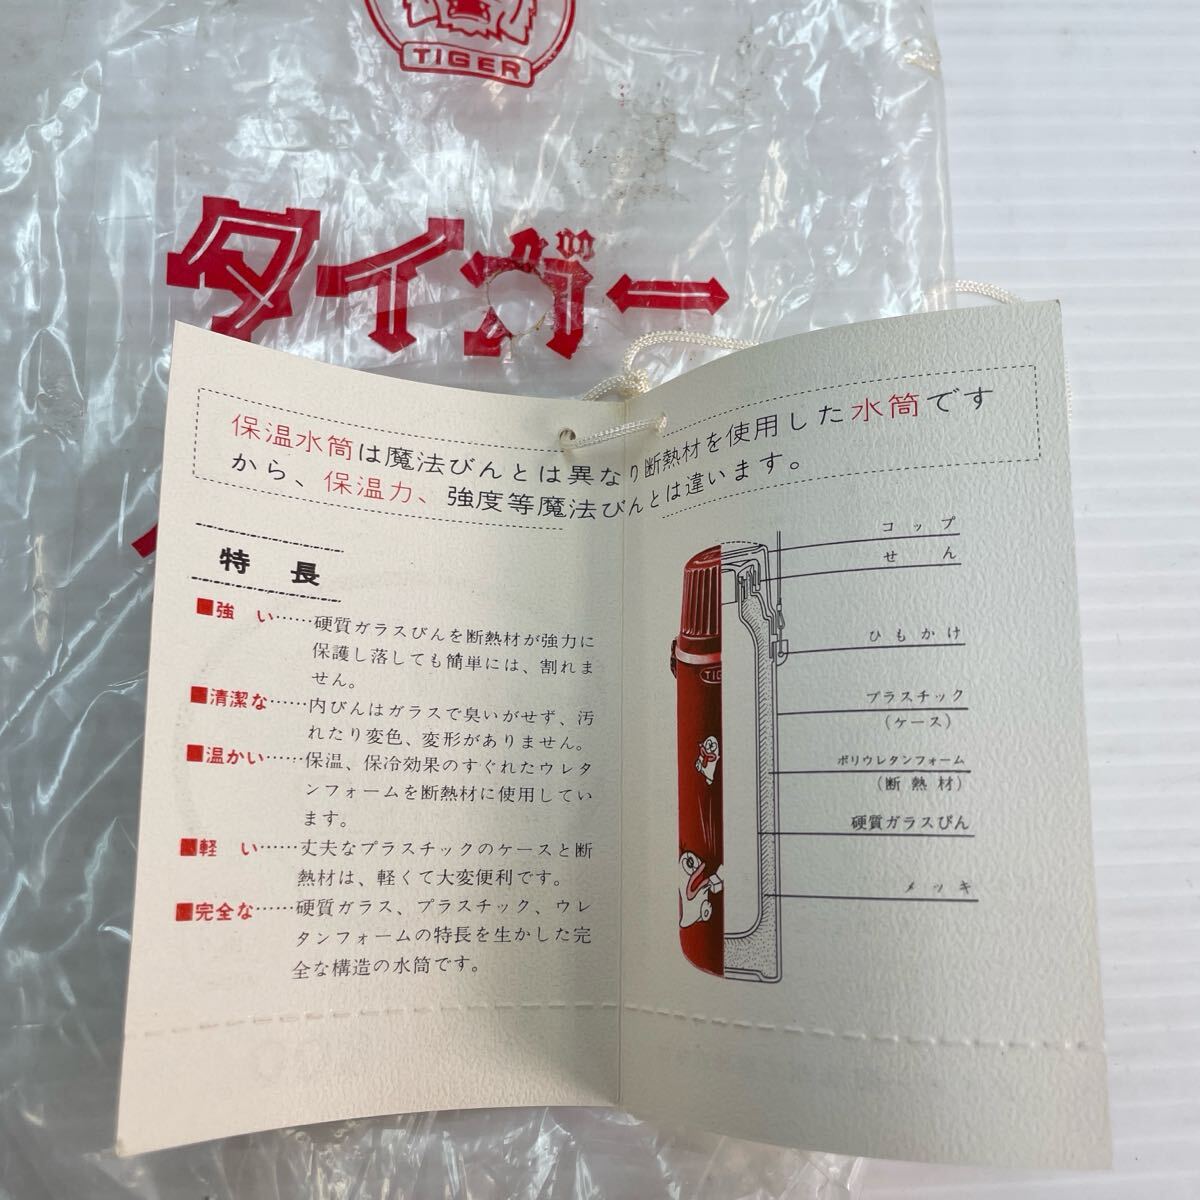 TIGER
タイガー
保温水筒は魔法びんとは異なり断熱材を使用した水筒です
から、保温力、強度等魔法びんとは違います。
特 長
■強 い……硬質ガラスびんを断熱材が強力に
保護し落しても簡単には、割れま
せん。
■清潔な……内びんはガラスで臭いがせず、汚
れたり変色、変形がありません。
■温かい……保温、保冷効果のすぐれたウレタ
ンフォームを断熱材に使用してい
ます。
■軽 い……丈夫なプラスチックのケースと断
熱材は、軽くて大変便利です。
■完全な……硬質ガラス、プラスチック、ウレ
タンフォームの特長を生かした完
全な構造の水筒です。
コップ
せん
ひもかけ
プラスチック
(ケース)
ポリウレタンフォーム
(断熱材)
硬質ガラスびん
メッキ
TIG